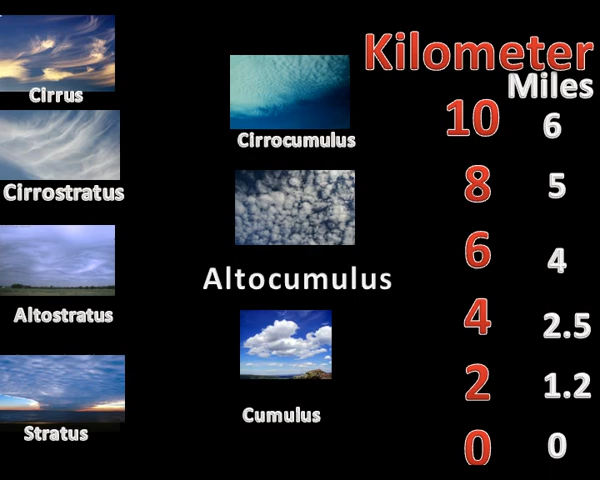 Kilometer
Miles
Cirrus
Cirrocumulus
10 6
Cirrostratus
8 5
Altocumulus
6 4
Altostratus
4 2.5
Cumulus
2 1.2
Stratus
0 0